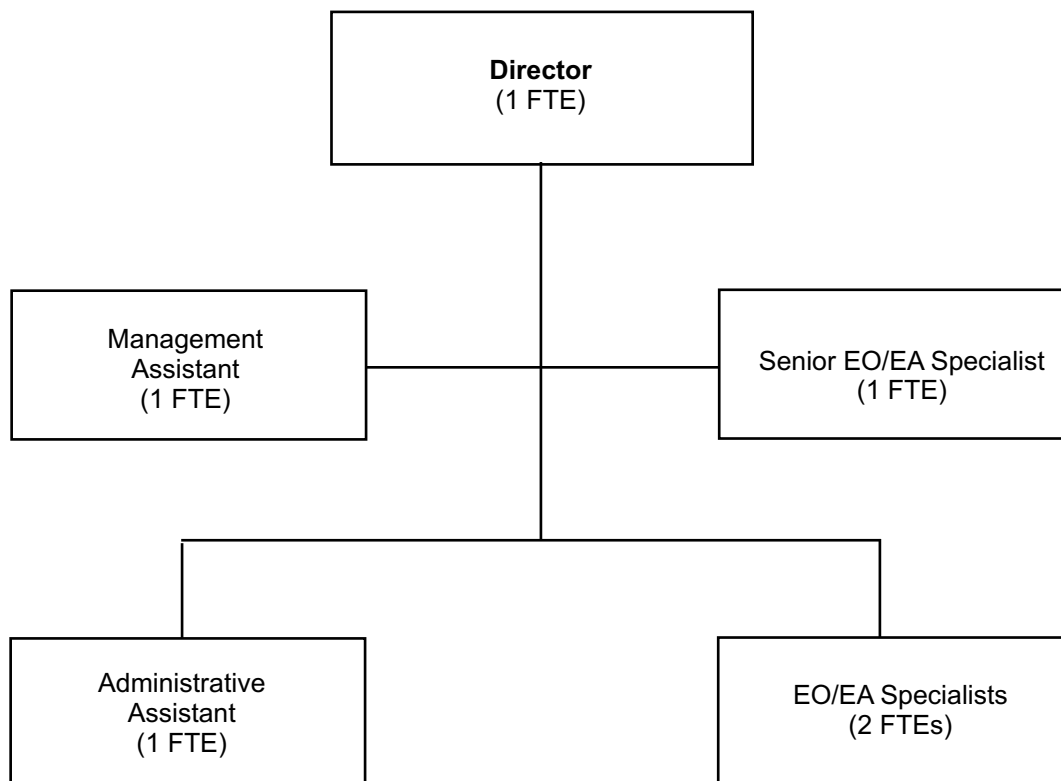 Director
(1 FTE)
Management
Assistant
(1 FTE)
Senior EO/EA Specialist
(1 FTE)
Administrative
Assistant
(1 FTE)
EO/EA Specialists
(2 FTEs)